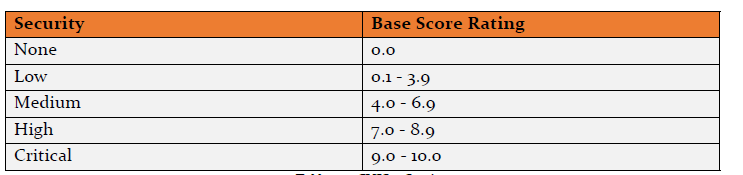 Security Base Score Rating
None 0.0
Low 0.1 - 3.9
Medium 4.0 - 6.9
High 7.0 - 8.9
Critical 9.0 - 10.0